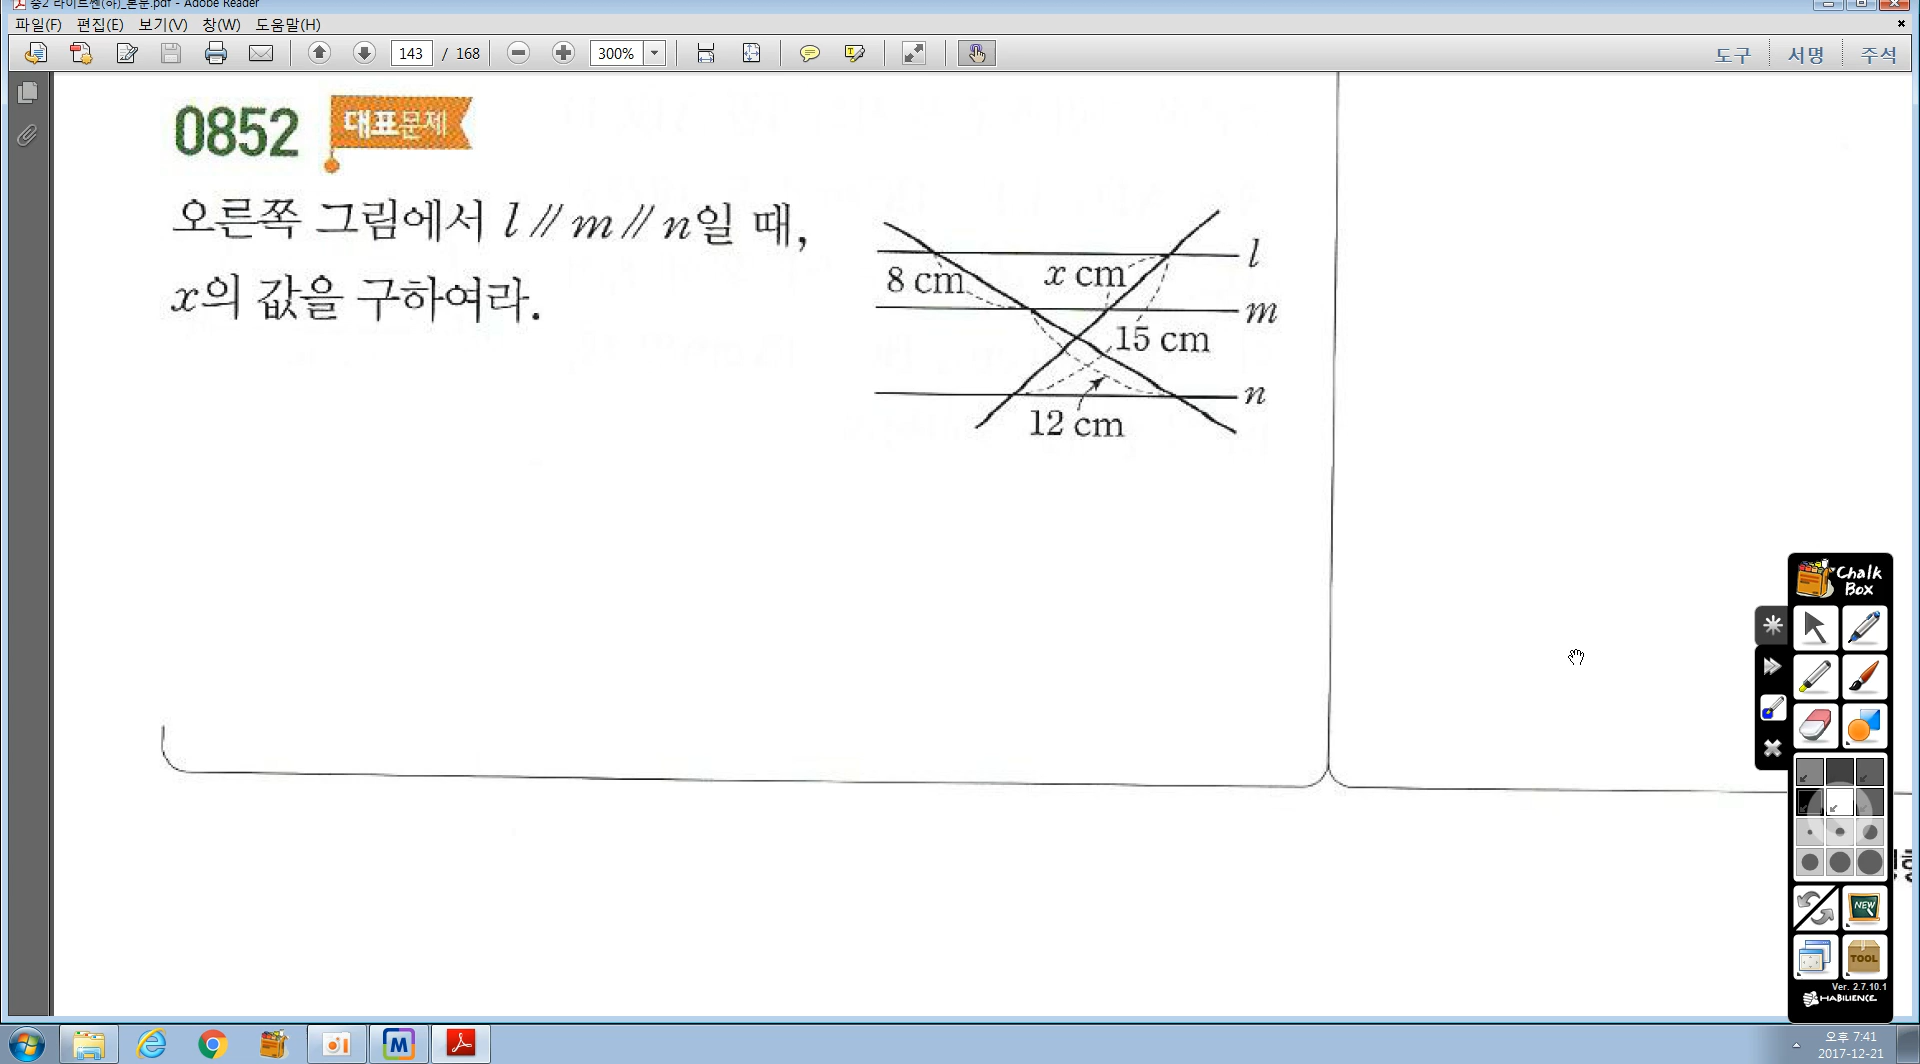 중2 라이트쎈(하)_본문.pdf - Adobe Reader
파일(F) 편집(E) 보기(V) 창(W) 도움말(H)
143 / 168 300% 도구 서명 주석
0852 대표문제
오른쪽 그림에서 l // m // n일 때,
x의 값을 구하여라.
l
8 cm x cm
m
15 cm
n
12 cm
Chalk
Box
NEW
TOOL
Ver. 2.7.10.1
HABILIENCE
오후 7:41
2017-12-21